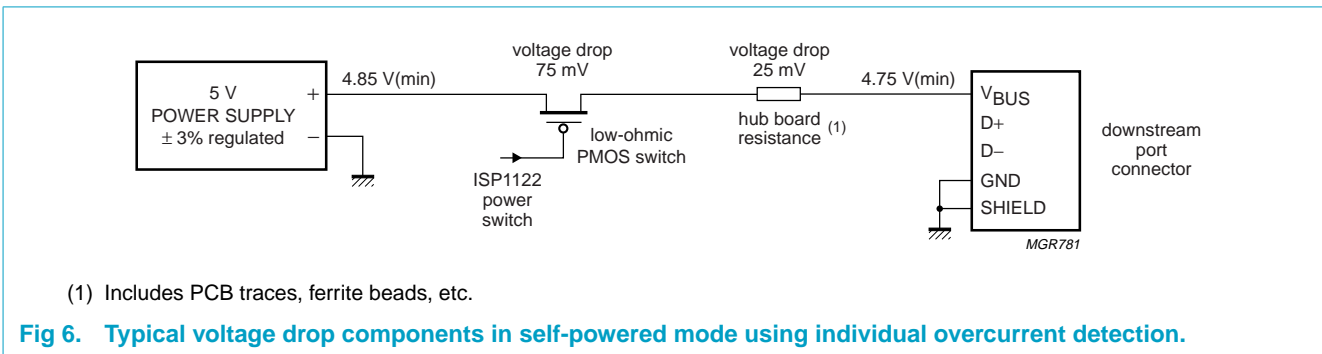 voltage drop
75 mV
voltage drop
25 mV
5 V
POWER SUPPLY
± 3% regulated
+
−
4.85 V(min)
4.75 V(min)
low-ohmic
PMOS switch
hub board
resistance (1)
ISP1122
power
switch
VBUS
D+
D−
GND
SHIELD
downstream
port
connector
MGR781
(1) Includes PCB traces, ferrite beads, etc.
Fig 6. Typical voltage drop components in self-powered mode using individual overcurrent detection.